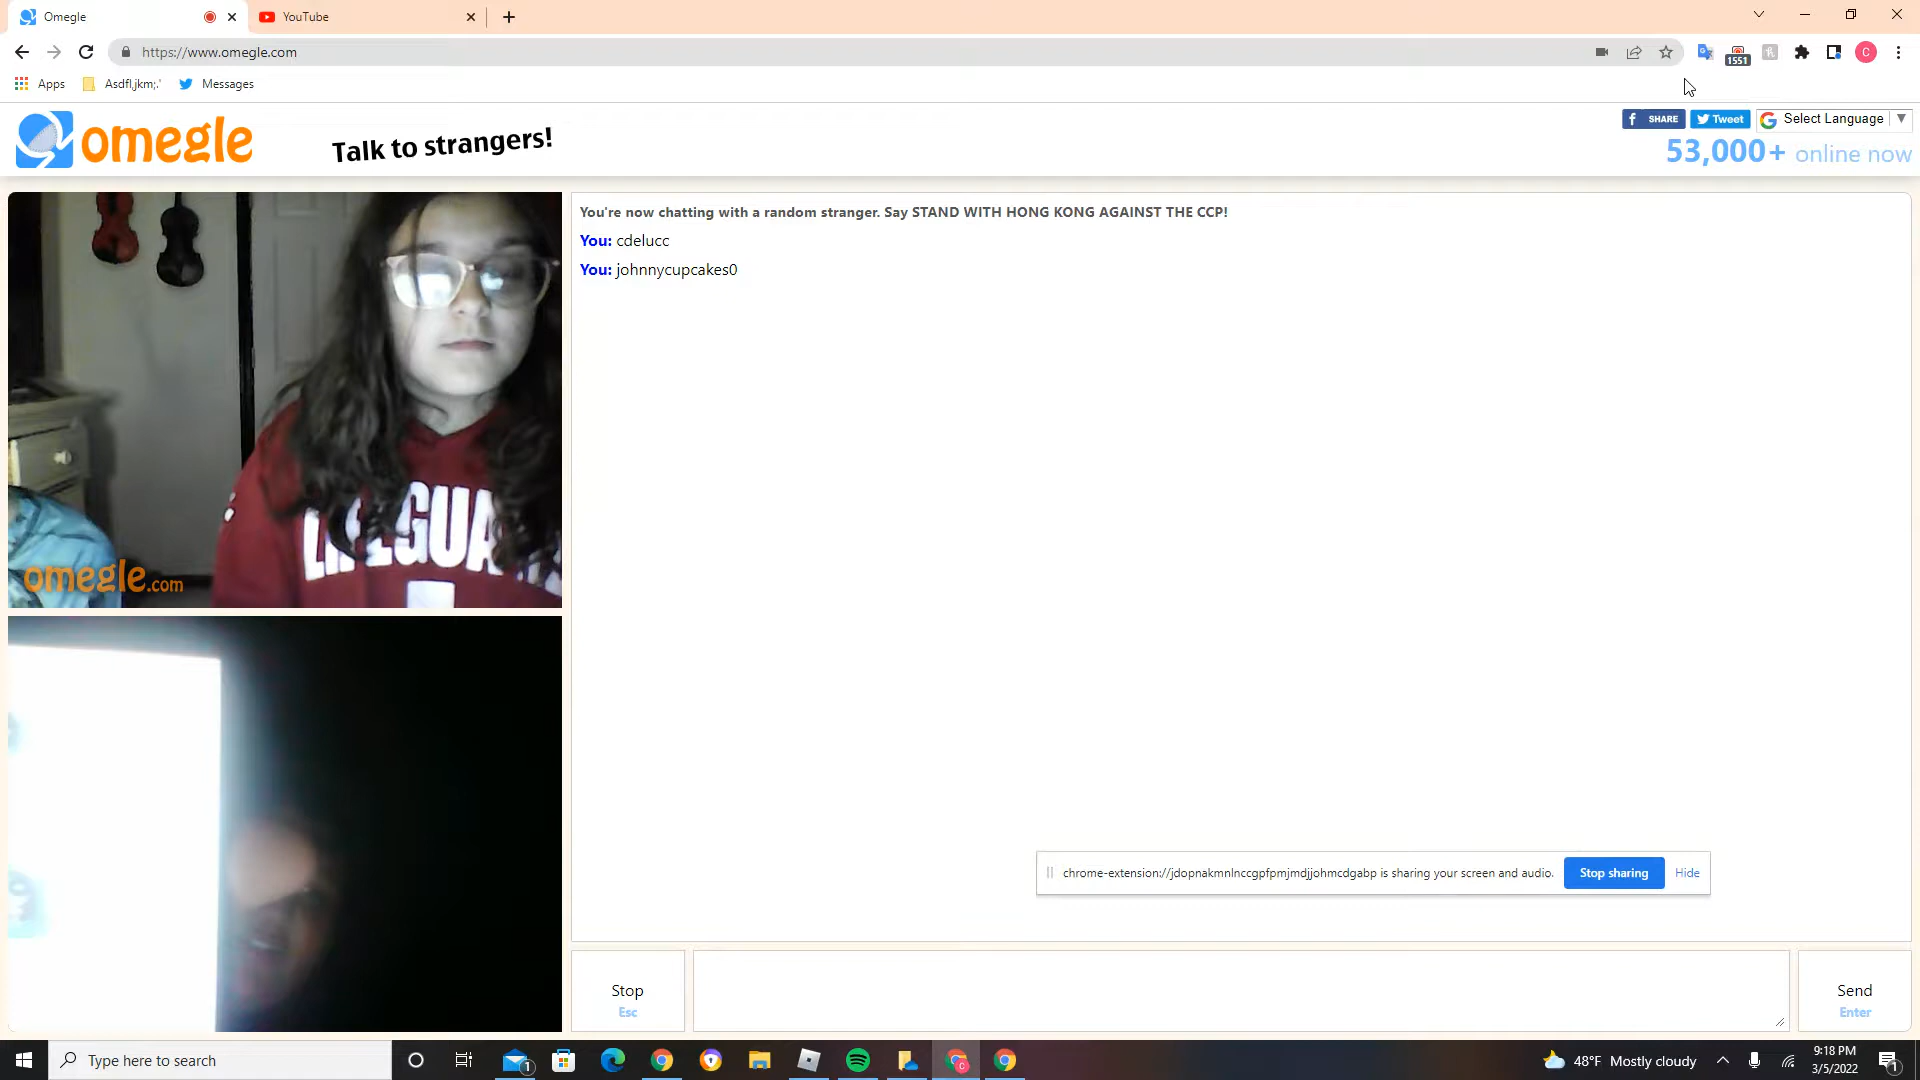 Omegle
YouTube
https://www.omegle.com
1551
C
Apps
Asdfl,jkm;.'
Messages
omegle
Talk to strangers!
f SHARE
Tweet
G Select Language ▼
53,000+ online now
You're now chatting with a random stranger. Say STAND WITH HONG KONG AGAINST THE CCP!
You: cdelucc
You: johnnycupcakes0
omegle.com
chrome-extension://jdopnakmnlnccgpfpmjmdjjohmcdgabp is sharing your screen and audio.
Stop sharing
Hide
Stop
Esc
Send
Enter
Type here to search
1
48°F Mostly cloudy
9:18 PM
3/5/2022
1